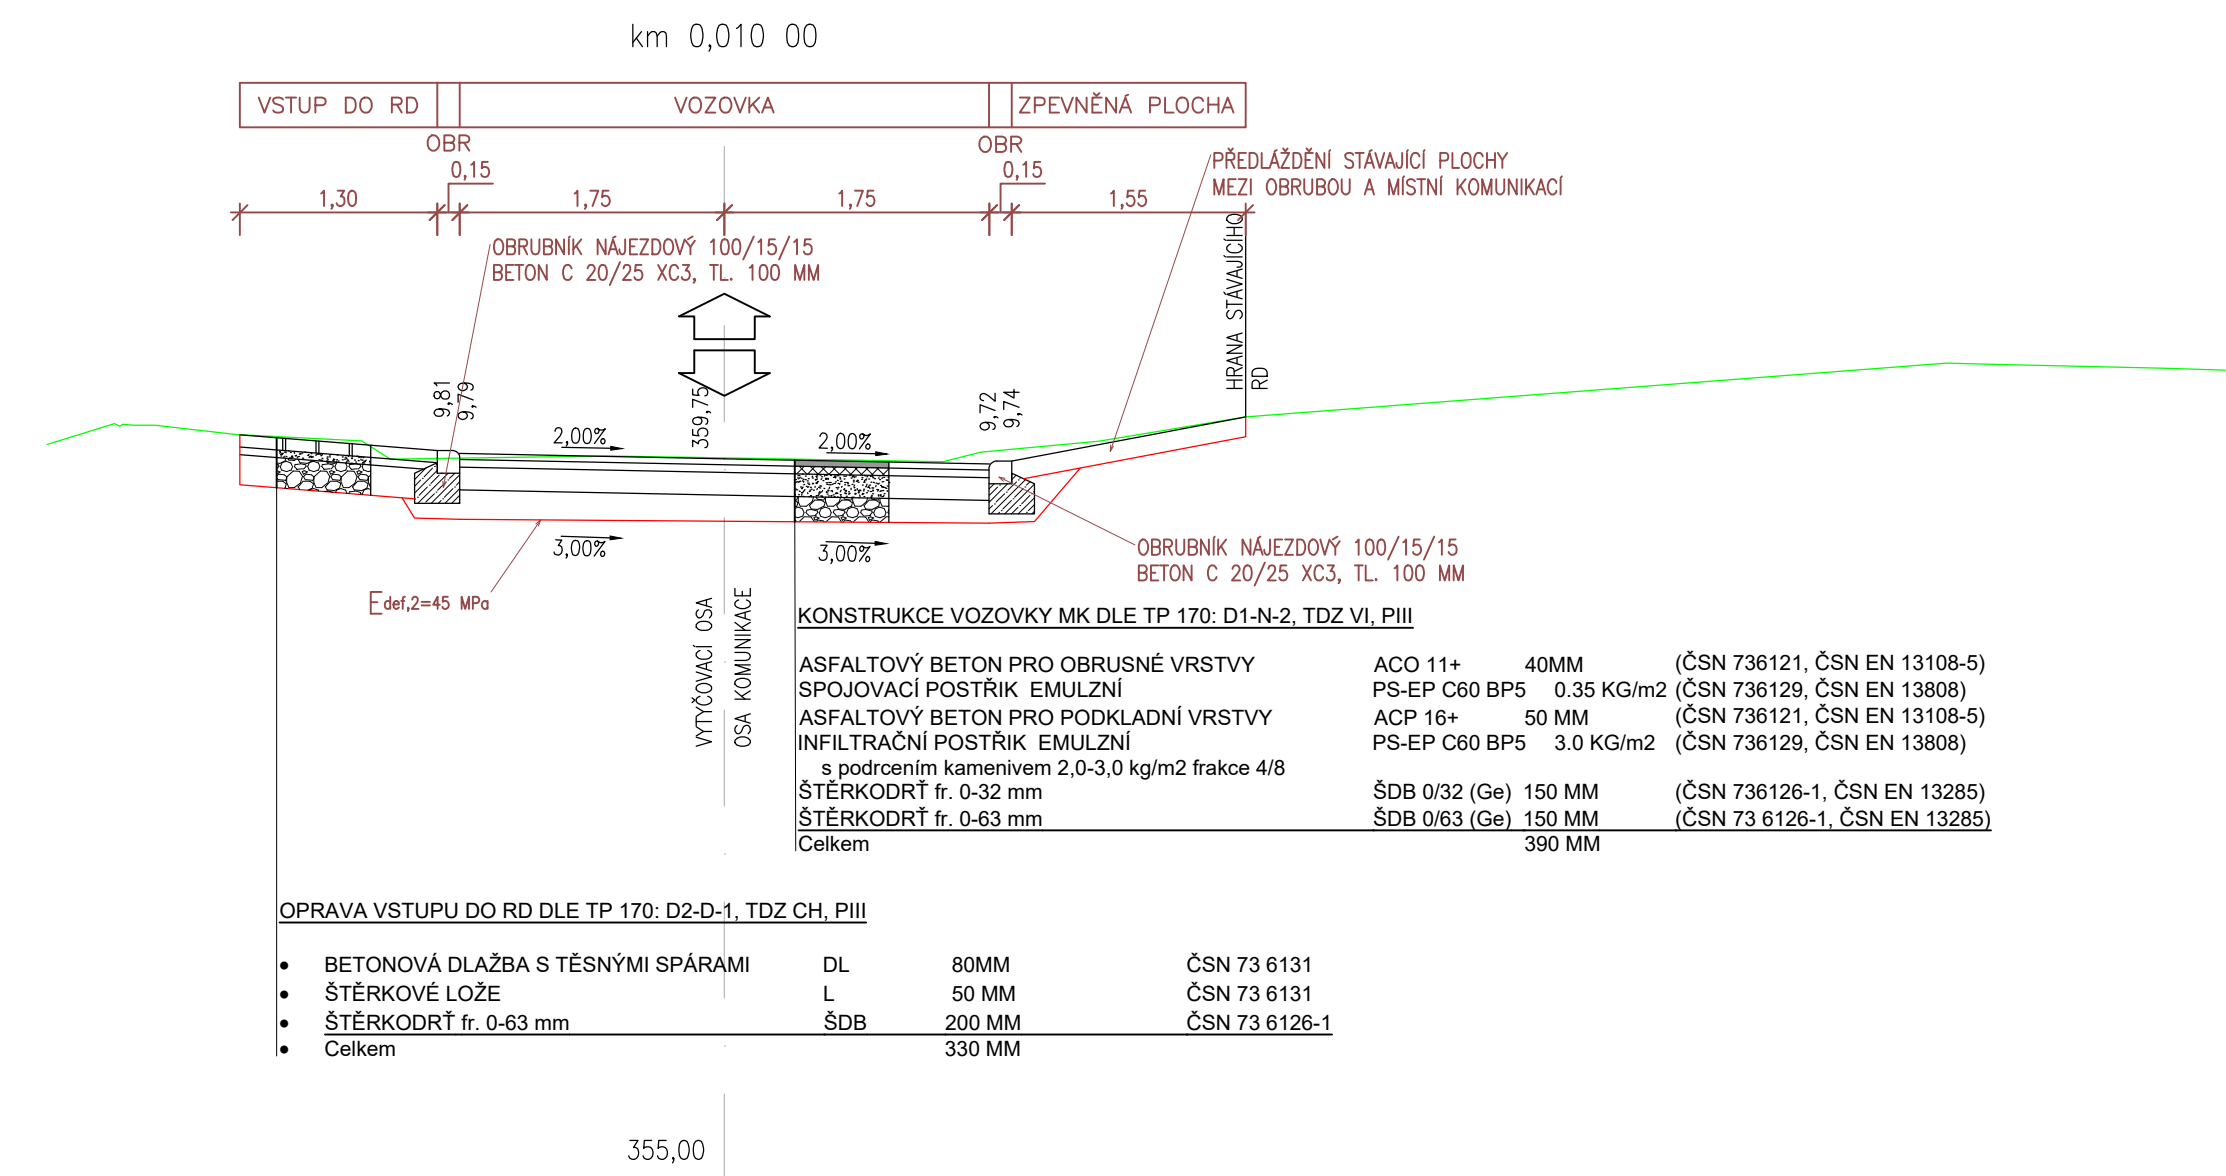 km 0,010 00
VSTUP DO RD
VOZOVKA
ZPEVNĚNÁ PLOCHA
OBR
OBR
0,15
0,15
1,30
1,75
1,75
1,55
PŘEDLÁŽDĚNÍ STÁVAJÍCÍ PLOCHY
MEZI OBRUBOU A MÍSTNÍ KOMUNIKACÍ
OBRUBNÍK NÁJEZDOVÝ 100/15/15
BETON C 20/25 XC3, TL. 100 MM
HRANA STÁVAJÍCÍHO
RD
9,81
9,79
359,75
9,72
9,74
2,00%
2,00%
3,00%
3,00%
OBRUBNÍK NÁJEZDOVÝ 100/15/15
BETON C 20/25 XC3, TL. 100 MM
Edef,2=45 MPa
VYTYČOVACÍ OSA
OSA KOMUNIKACE
KONSTRUKCE VOZOVKY MK DLE TP 170: D1-N-2, TDZ VI, PIII
ASFALTOVÝ BETON PRO OBRUSNÉ VRSTVY ACO 11+ 40MM (ČSN 736121, ČSN EN 13108-5)
SPOJOVACÍ POSTŘIK EMULZNÍ PS-EP C60 BP5 0.35 KG/m2 (ČSN 736129, ČSN EN 13808)
ASFALTOVÝ BETON PRO PODKLADNÍ VRSTVY ACP 16+ 50 MM (ČSN 736121, ČSN EN 13108-5)
INFILTRAČNÍ POSTŘIK EMULZNÍ PS-EP C60 BP5 3.0 KG/m2 (ČSN 736129, ČSN EN 13808)
s podrcením kamenivem 2,0-3,0 kg/m2 frakce 4/8
ŠTĚRKODRŤ fr. 0-32 mm ŠDB 0/32 (Ge) 150 MM (ČSN 736126-1, ČSN EN 13285)
ŠTĚRKODRŤ fr. 0-63 mm ŠDB 0/63 (Ge) 150 MM (ČSN 73 6126-1, ČSN EN 13285)
Celkem 390 MM
OPRAVA VSTUPU DO RD DLE TP 170: D2-D-1, TDZ CH, PIII
• BETONOVÁ DLAŽBA S TĚSNÝMI SPÁRAMI DL 80MM ČSN 73 6131
• ŠTĚRKOVÉ LOŽE L 50 MM ČSN 73 6131
• ŠTĚRKODRŤ fr. 0-63 mm ŠDB 200 MM ČSN 73 6126-1
• Celkem 330 MM
355,00